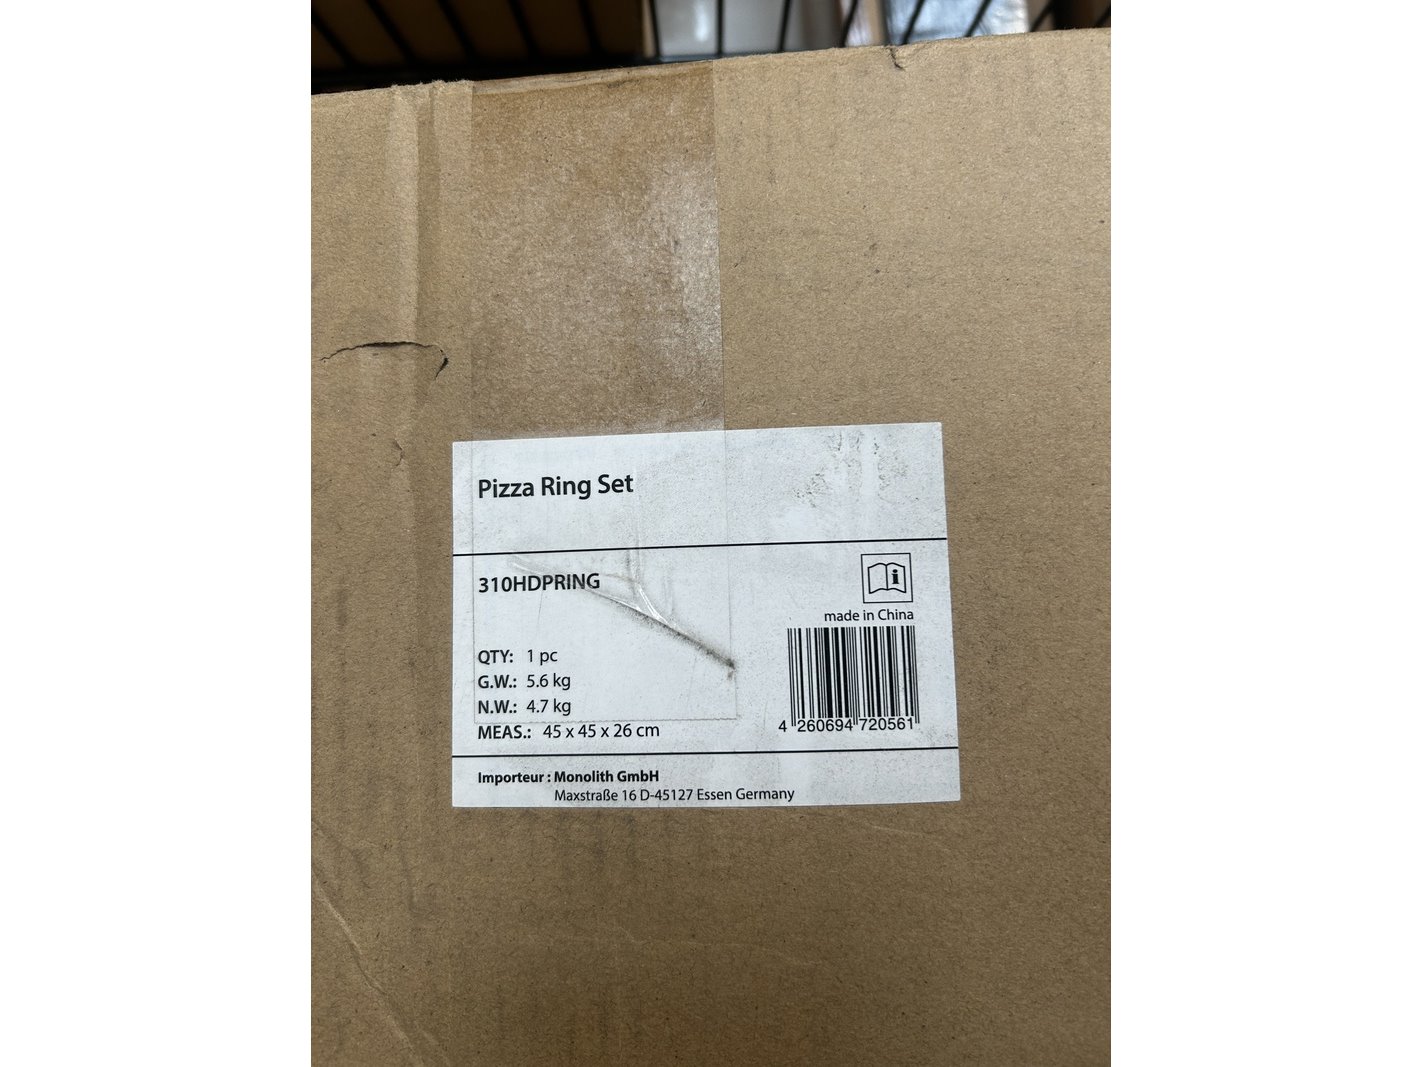 Pizza Ring Set
310HDPRING
made in China
QTY: 1 pc
G.W.: 5.6 kg
N.W.: 4.7 kg
MEAS.: 45 x 45 x 26 cm
4 260694 720561
Importeur : Monolith GmbH
Maxstraße 16 D-45127 Essen Germany